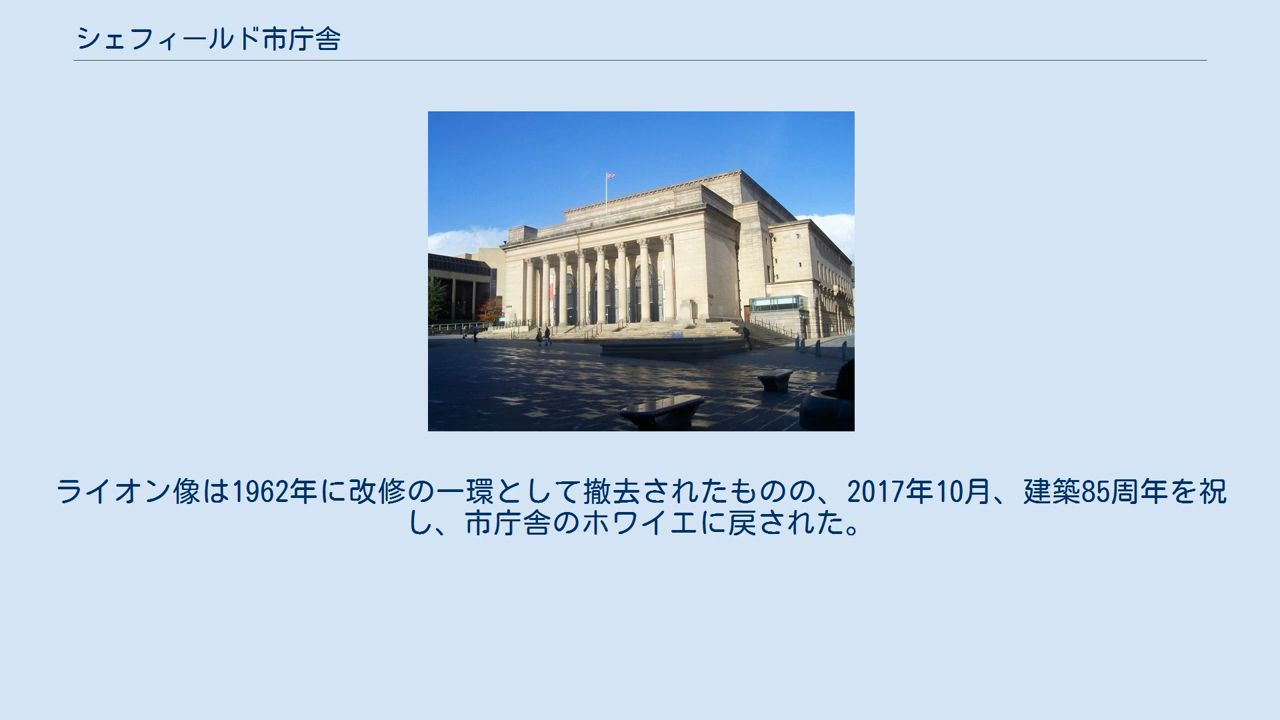 シェフィールド市庁舎
ライオン像は1962年に改修の一環として撤去されたものの、2017年10月、建築85周年を祝
し、市庁舎のホワイエに戻された。